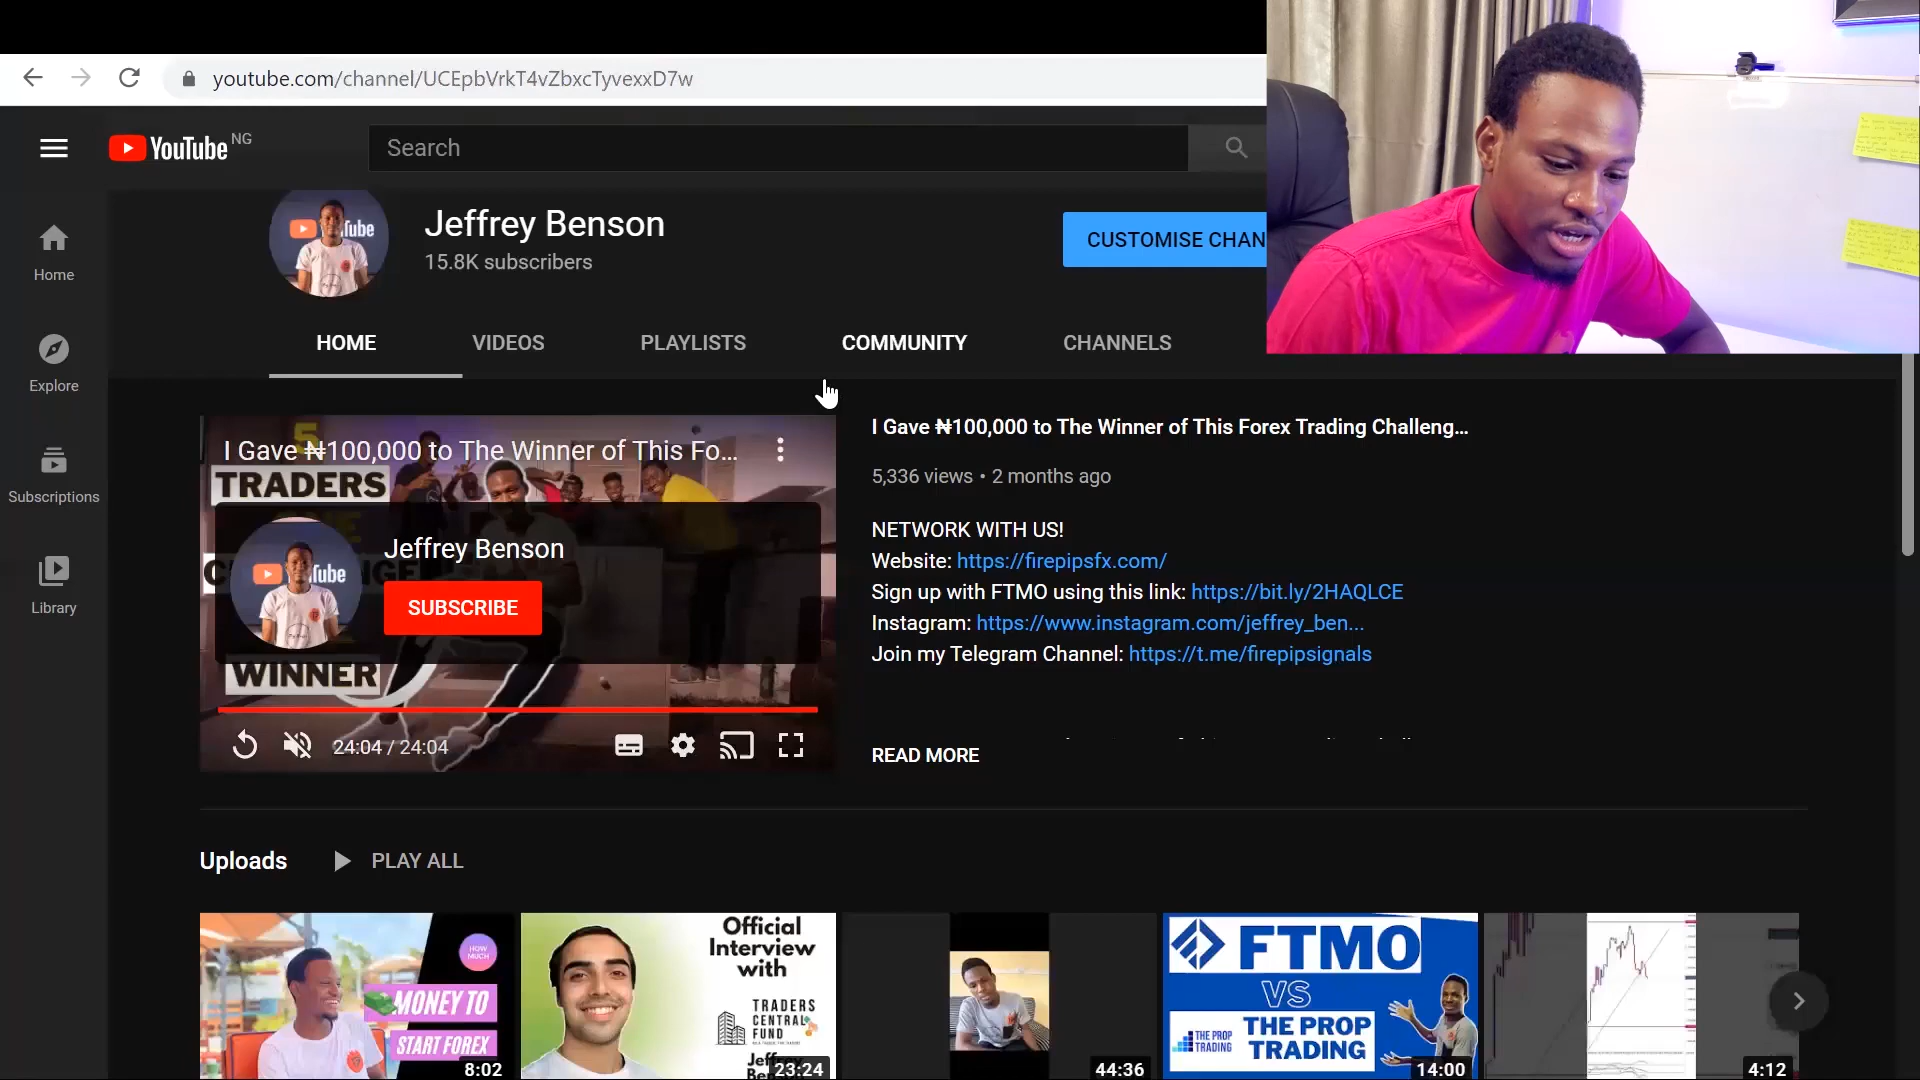 youtube.com/channel/UCEpbVrkT4vZbxcTyvexxD7w
YouTube NG
Search
Jeffrey Benson
15.8K subscribers
CUSTOMISE CHAN
HOME
VIDEOS
PLAYLISTS
COMMUNITY
CHANNELS
Home
Explore
Subscriptions
Library
I Gave ₦100,000 to The Winner of This Fo...
5
TRADERS
Jeffrey Benson
SUBSCRIBE
WINNER
24:04 / 24:04
I Gave ₦100,000 to The Winner of This Forex Trading Challeng...
5,336 views • 2 months ago
NETWORK WITH US!
Website: https://firepipsfx.com/
Sign up with FTMO using this link: https://bit.ly/2HAQLCE
Instagram: https://www.instagram.com/jeffrey_ben...
Join my Telegram Channel: https://t.me/firepipsignals
READ MORE
Uploads
PLAY ALL
HOW
MUCH
MONEY TO
START FOREX
8:02
Official
Interview
with
TRADERS
CENTRAL
FUND
Jeffrey
23:24
44:36
FTMO
VS
THE PROP
TRADING
THE PROP
TRADING
14:00
4:12